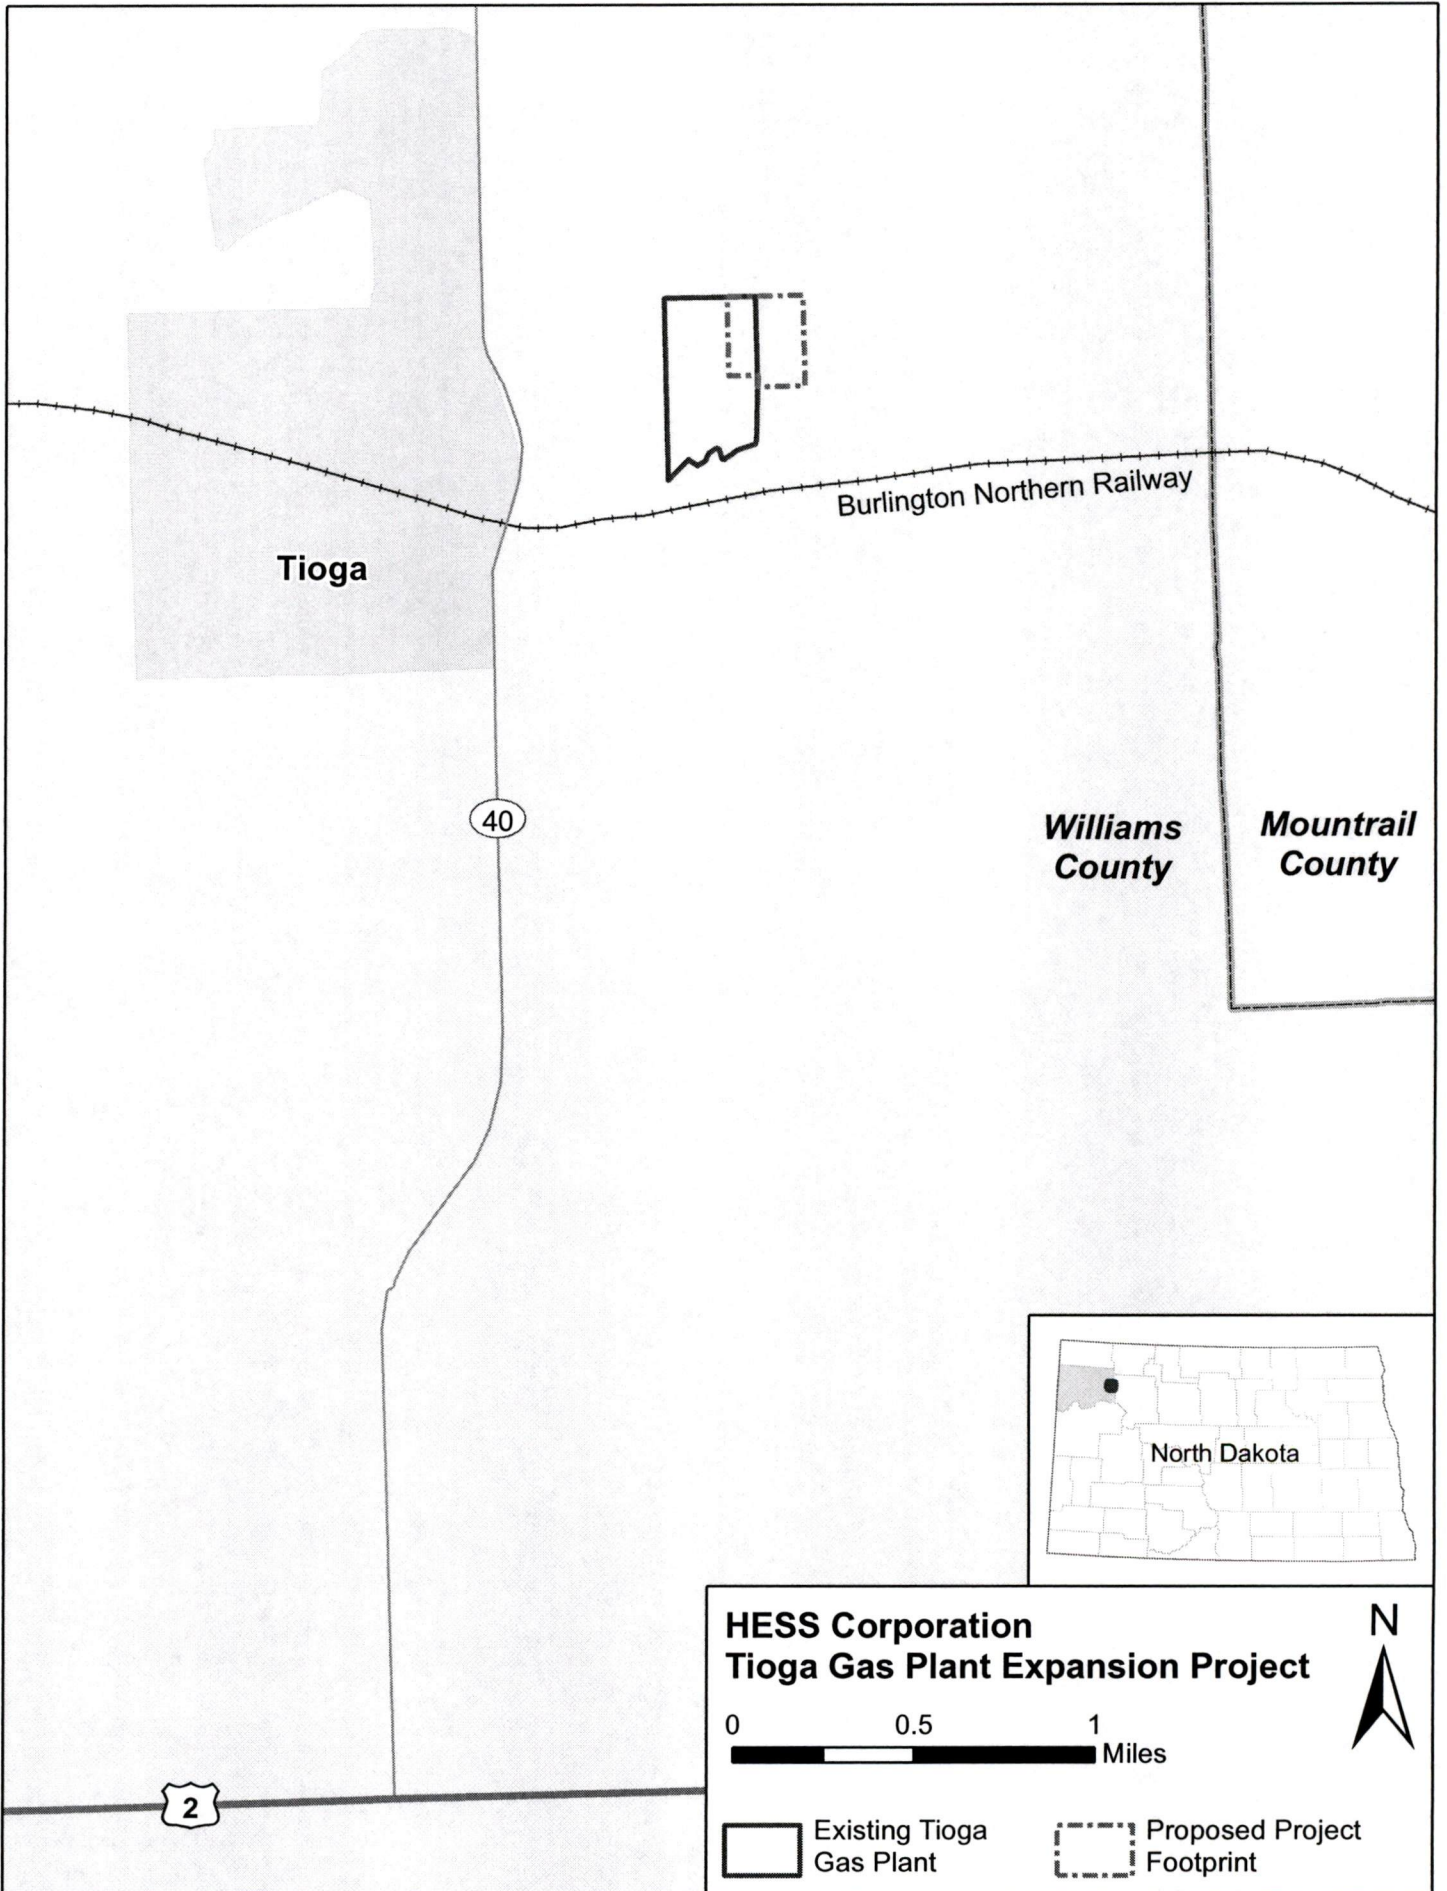 Burlington Northern Railway
Tioga
40
Williams
County
Mountrail
County
North Dakota
HESS Corporation
Tioga Gas Plant Expansion Project
N
0 0.5 1
Miles
2
Existing Tioga
Gas Plant
Proposed Project
Footprint